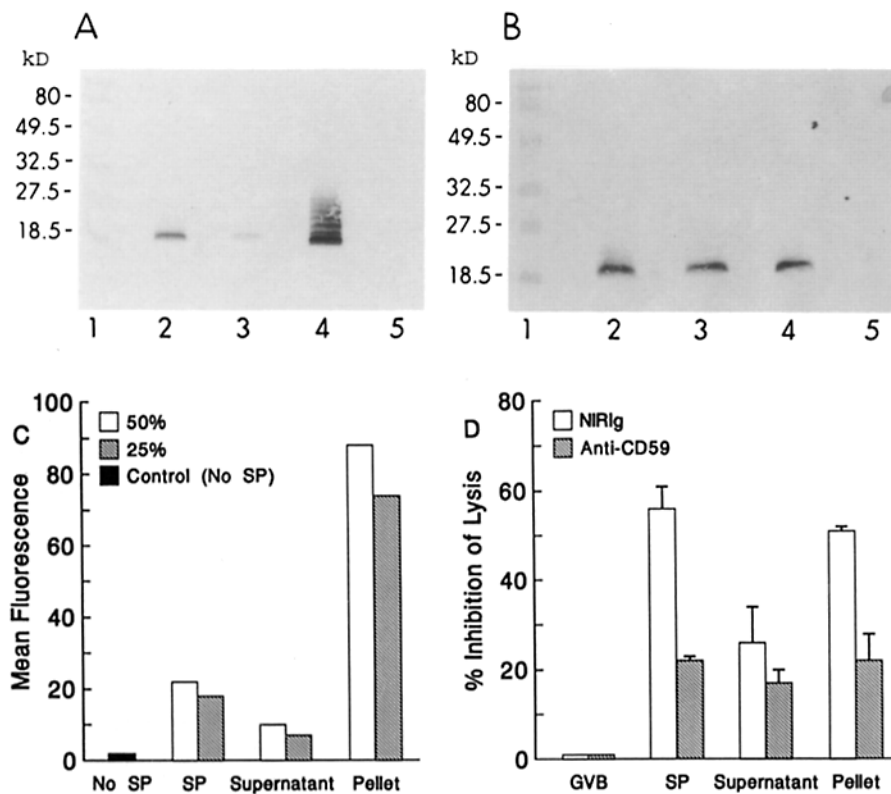 A
kD
80 -
49.5 -
32.5 -
27.5 -
18.5 -
1 2 3 4 5
B
kD
80 -
49.5 -
32.5 -
27.5 -
18.5 -
1 2 3 4 5
C
50%
25%
Control (No SP)
Mean Fluorescence
100
80
60
40
20
0
No SP SP Supernatant Pellet
D
NIRIg
Anti-CD59
% Inhibition of Lysis
80
60
40
20
0
GVB SP Supernatant Pellet